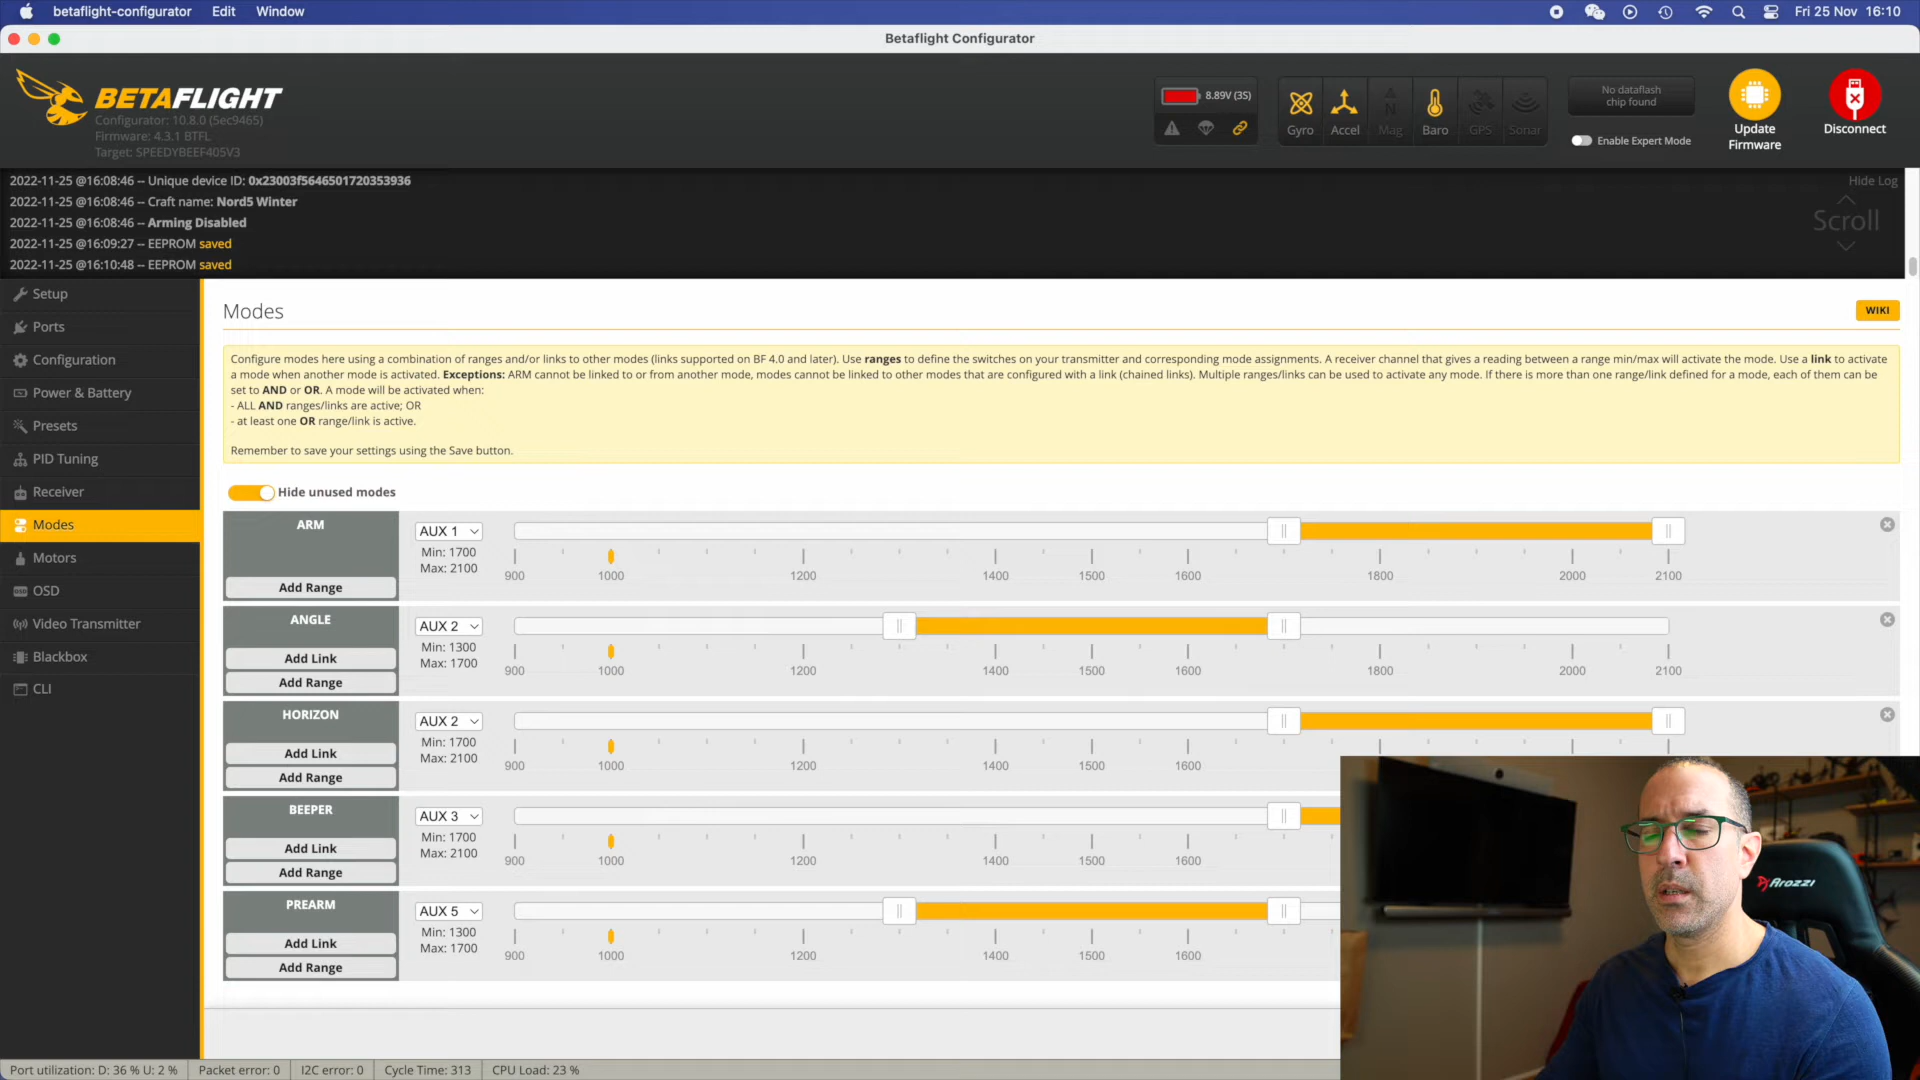 betaflight-configurator Edit Window Fri 25 Nov 16:10
Betaflight Configurator
BETAFLIGHT
Configurator: 10.8.0 (5ec9465)
Firmware: 4.3.1 BTFL
Target: SPEEDYBEEF405V3
8.89V (3S)
Gyro Accel Mag Baro GPS Sonar
No dataflash
chip found
Enable Expert Mode
Update
Firmware
Disconnect
2022-11-25 @16:08:46 -- Unique device ID: 0x23003f5646501720353936
2022-11-25 @16:08:46 -- Craft name: Nord5 Winter
2022-11-25 @16:08:46 -- Arming Disabled
2022-11-25 @16:09:27 -- EEPROM saved
2022-11-25 @16:10:48 -- EEPROM saved
Hide Log
Scroll
Setup
Ports
Configuration
Power & Battery
Presets
PID Tuning
Receiver
Modes
Motors
OSD
Video Transmitter
Blackbox
CLI
Modes
WIKI
Configure modes here using a combination of ranges and/or links to other modes (links supported on BF 4.0 and later). Use ranges to define the switches on your transmitter and corresponding mode assignments. A receiver channel that gives a reading between a range min/max will activate the mode. Use a link to activate
a mode when another mode is activated. Exceptions: ARM cannot be linked to or from another mode, modes cannot be linked to other modes that are configured with a link (chained links). Multiple ranges/links can be used to activate any mode. If there is more than one range/link defined for a mode, each of them can be
set to AND or OR. A mode will be activated when:
- ALL AND ranges/links are active; OR
- at least one OR range/link is active.
Remember to save your settings using the Save button.
Hide unused modes
ARM
Add Range
AUX 1
Min: 1700
Max: 2100
900 1000 1200 1400 1500 1600 1800 2000 2100
ANGLE
Add Link
Add Range
AUX 2
Min: 1300
Max: 1700
900 1000 1200 1400 1500 1600 1800 2000 2100
HORIZON
Add Link
Add Range
AUX 2
Min: 1700
Max: 2100
900 1000 1200 1400 1500 1600
BEEPER
Add Link
Add Range
AUX 3
Min: 1700
Max: 2100
900 1000 1200 1400 1500 1600
PREARM
Add Link
Add Range
AUX 5
Min: 1300
Max: 1700
900 1000 1200 1400 1500 1600
Arozzi
Port utilization: D: 36 % U: 2 % Packet error: 0 I2C error: 0 Cycle Time: 313 CPU Load: 23 %